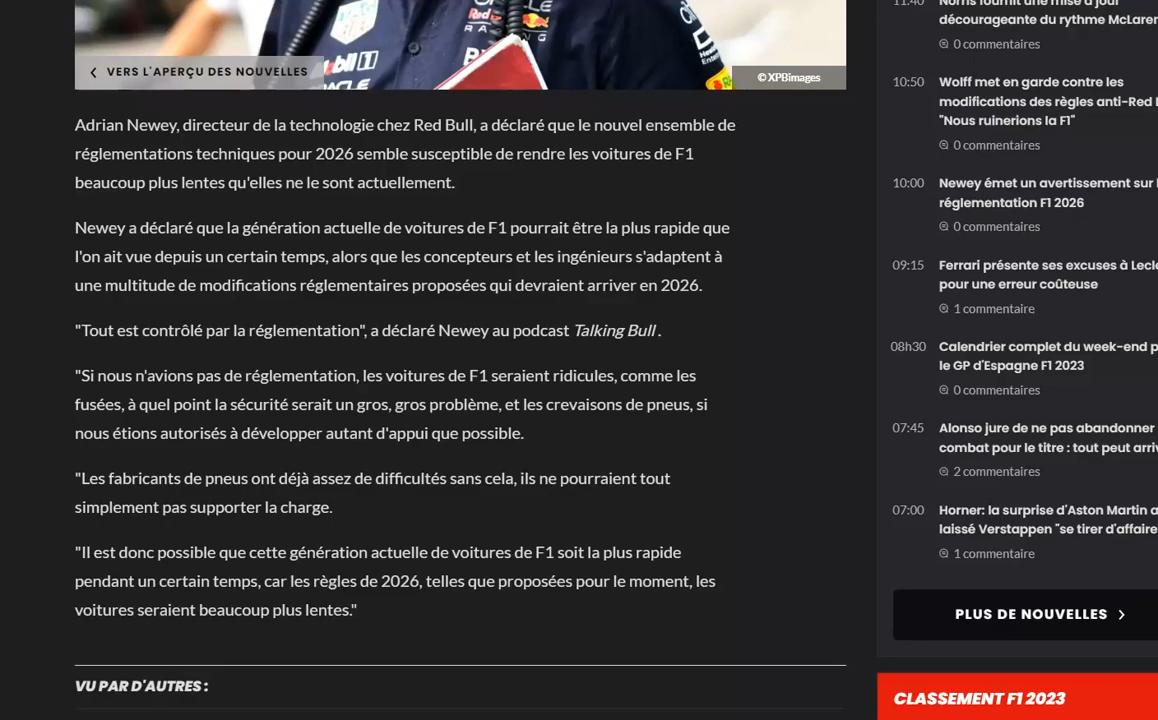 VERS L'APERÇU DES NOUVELLES
©XPBimages
Adrian Newey, directeur de la technologie chez Red Bull, a déclaré que le nouvel ensemble de
réglementations techniques pour 2026 semble susceptible de rendre les voitures de F1
beaucoup plus lentes qu'elles ne le sont actuellement.
Newey a déclaré que la génération actuelle de voitures de F1 pourrait être la plus rapide que
l'on ait vue depuis un certain temps, alors que les concepteurs et les ingénieurs s'adaptent à
une multitude de modifications réglementaires proposées qui devraient arriver en 2026.
"Tout est contrôlé par la réglementation", a déclaré Newey au podcast Talking Bull .
"Si nous n'avions pas de réglementation, les voitures de F1 seraient ridicules, comme les
fusées, à quel point la sécurité serait un gros, gros problème, et les crevaisons de pneus, si
nous étions autorisés à développer autant d'appui que possible.
"Les fabricants de pneus ont déjà assez de difficultés sans cela, ils ne pourraient tout
simplement pas supporter la charge.
"Il est donc possible que cette génération actuelle de voitures de F1 soit la plus rapide
pendant un certain temps, car les règles de 2026, telles que proposées pour le moment, les
voitures seraient beaucoup plus lentes."
VU PAR D'AUTRES :
11:40 Norris fournit une mise à jour
décourageante du rythme McLaren
0 commentaires
10:50 Wolff met en garde contre les
modifications des règles anti-Red
"Nous ruinerions la F1"
0 commentaires
10:00 Newey émet un avertissement sur
réglementation F1 2026
0 commentaires
09:15 Ferrari présente ses excuses à Lecle
pour une erreur coûteuse
1 commentaire
08h30 Calendrier complet du week-end p
le GP d'Espagne F1 2023
0 commentaires
07:45 Alonso jure de ne pas abandonner
combat pour le titre : tout peut arriv
2 commentaires
07:00 Horner: la surprise d'Aston Martin a
laissé Verstappen "se tirer d'affaire
1 commentaire
PLUS DE NOUVELLES
CLASSEMENT F1 2023